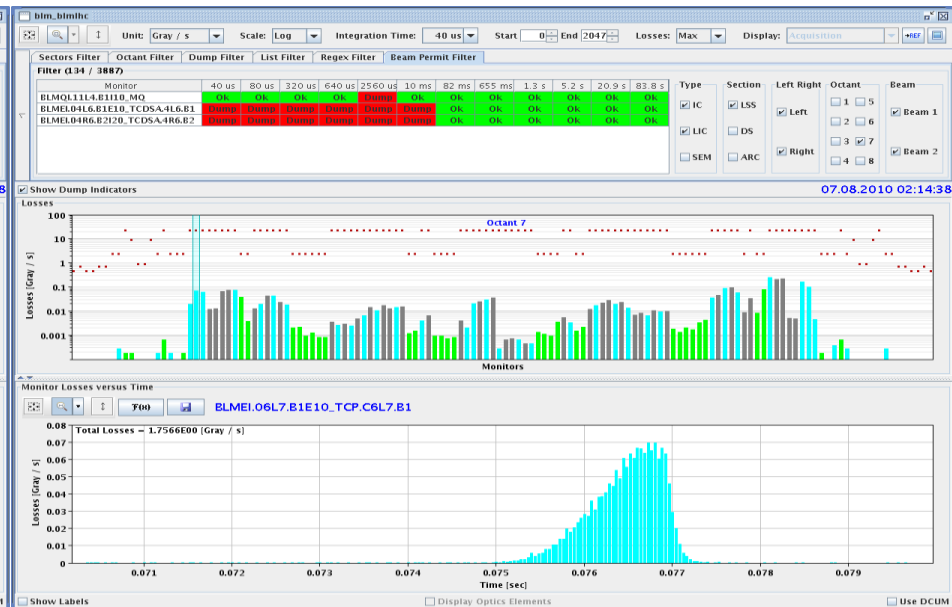 blm_blmlhc
Unit: Gray / s Scale: Log Integration Time: 40 us Start 0 End 2047 Losses: Max Display: Acquisition REF
Sectors Filter Octant Filter Dump Filter List Filter Regex Filter Beam Permit Filter
Filter (134 / 3887)
Monitor 40 us 80 us 320 us 640 us 2560 us 10 ms 82 ms 655 ms 1.3 s 5.2 s 20.9 s 83.8 s
BLMQI.11L4.B1I10_MQ Ok Ok Ok Ok Dump Ok Ok Ok Ok Ok Ok Ok
BLMEI.04L6.B1E10_TCDSA.4L6.B1 Dump Dump Dump Dump Dump Dump Ok Ok Ok Ok Ok Ok
BLMEI.04R6.B2I20_TCDSA.4R6.B2 Dump Dump Dump Dump Dump Dump Ok Ok Ok Ok Ok Ok
Type Section Left Right Octant Beam
IC LSS Left 1 5 Beam 1
2 6
LIC DS 3 7
Right Beam 2
SEM ARC 4 8
Show Dump Indicators 07.08.2010 02:14:38
Losses
Octant 7
100
10
1
0.1
0.01
0.001
Losses [Gray / s]
Monitors
Monitor Losses versus Time
F(x) BLMEI.06L7.B1E10_TCP.C6L7.B1
Total Losses = 1.7566E00 [Gray / s]
0.08
0.07
0.06
0.05
0.04
0.03
0.02
0.01
0
Losses [Gray / s]
0.071 0.072 0.073 0.074 0.075 0.076 0.077 0.078 0.079
Time [sec]
Show Labels Display Optics Elements Use DCUM